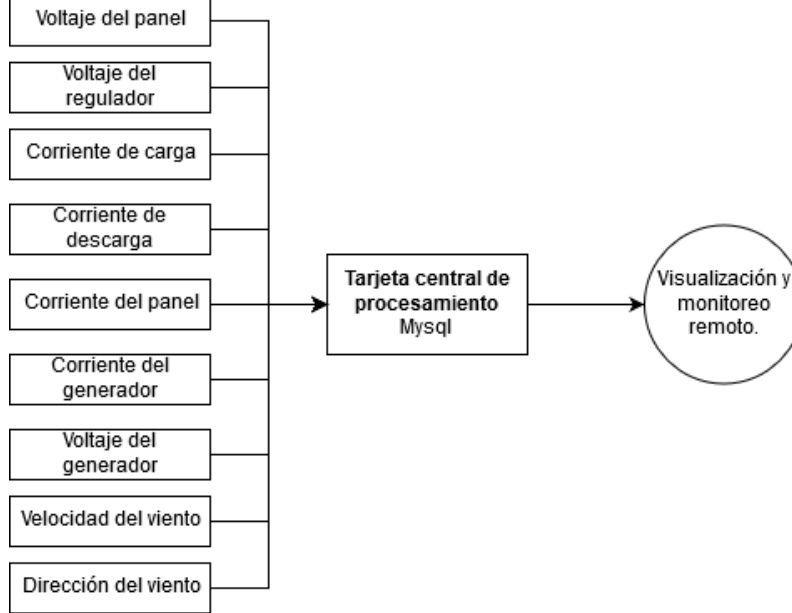 Voltaje del panel
Voltaje del
regulador
Corriente de carga
Corriente de
descarga
Corriente del panel
Corriente del
generador
Voltaje del
generador
Velocidad del viento
Dirección del viento
Tarjeta central de
procesamiento
Mysql
Visualización y
monitoreo
remoto.